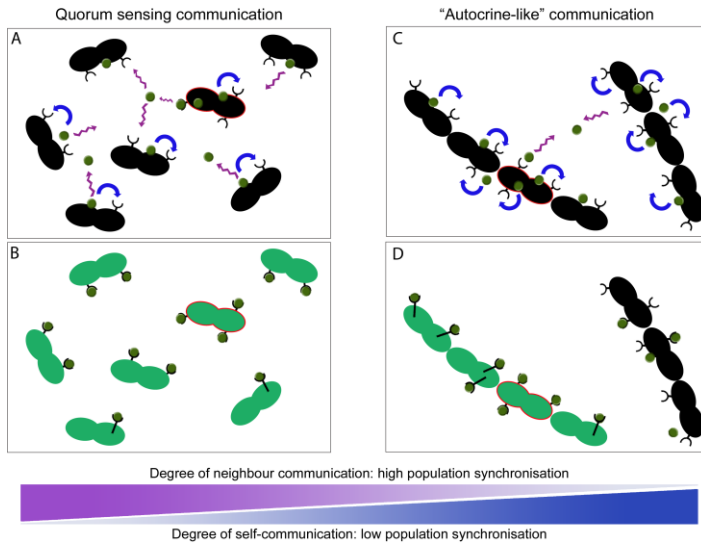 Quorum sensing communication
“Autocrine-like” communication
A
C
B
D
Degree of neighbour communication: high population synchronisation
Degree of self-communication: low population synchronisation